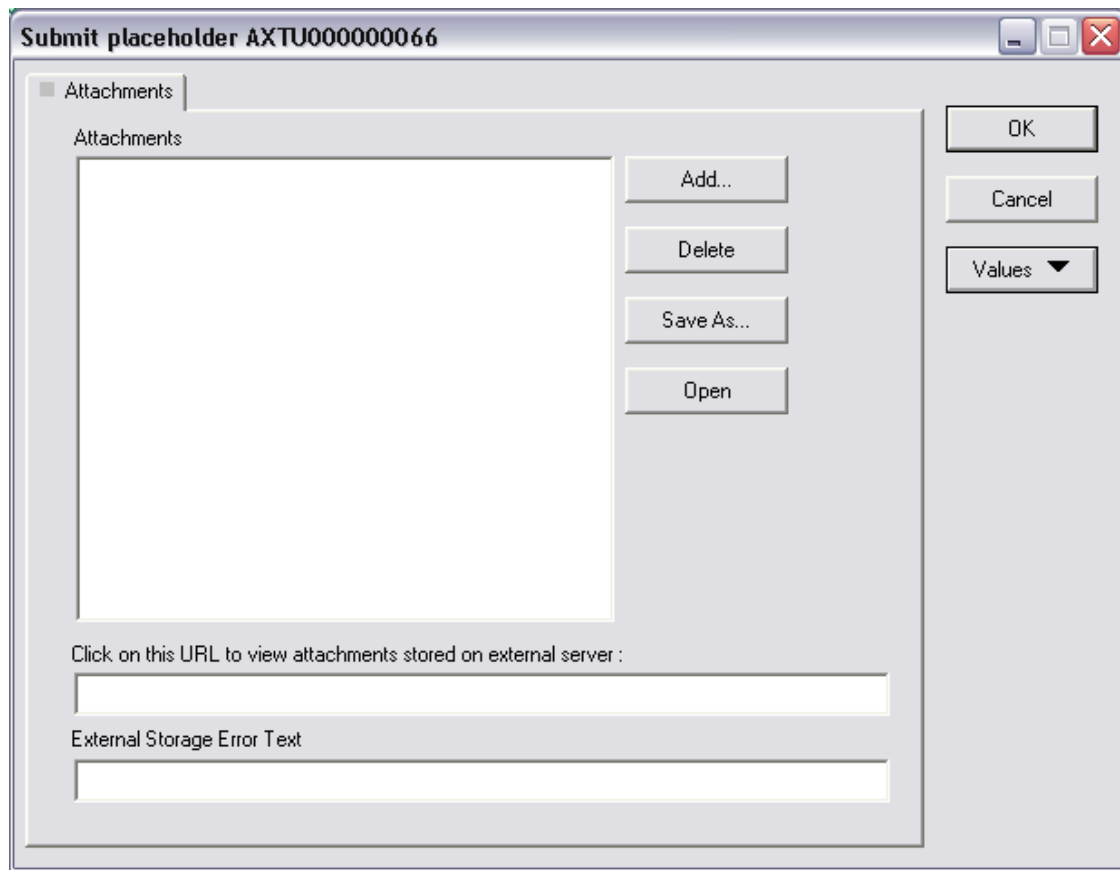 Submit placeholder AXTU000000066
Attachments
Attachments
Add...
Delete
Save As...
Open
OK
Cancel
Values
Click on this URL to view attachments stored on external server :
External Storage Error Text